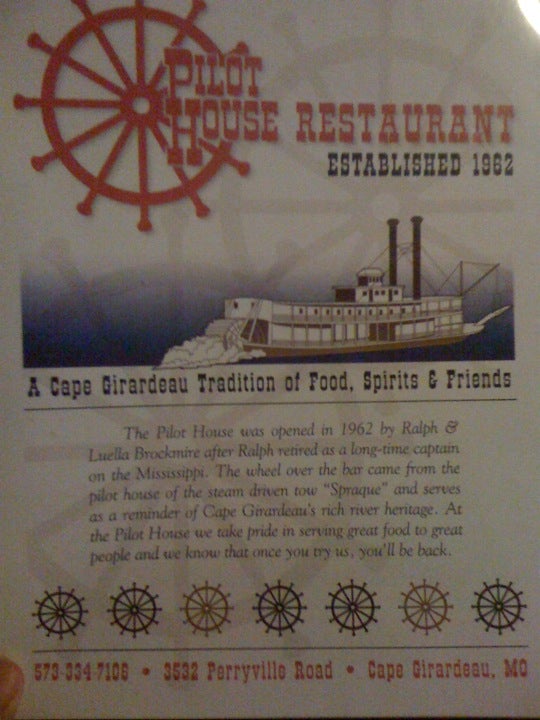 PILOT
HOUSE RESTAURANT
ESTABLISHED 1962
A Cape Girardeau Tradition of Food, Spirits & Friends
The Pilot House was opened in 1962 by Ralph &
Luella Brockmire after Ralph retired as a long-time captain
on the Mississippi. The wheel over the bar came from the
pilot house of the steam driven tow "Spraque" and serves
as a reminder of Cape Girardeau's rich river heritage. At
the Pilot House we take pride in serving great food to great
people and we know that once you try us, you'll be back.
573-334-7106 • 3532 Perryville Road • Cape Girardeau, MO